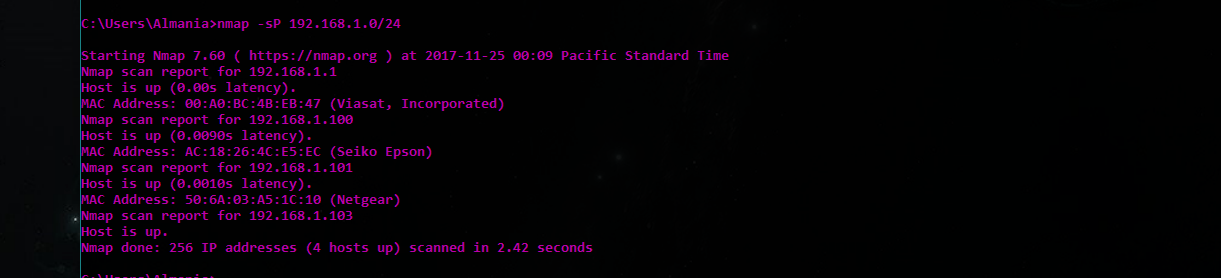 C:\Users\Almania>nmap -sP 192.168.1.0/24
Starting Nmap 7.60 ( https://nmap.org ) at 2017-11-25 00:09 Pacific Standard Time
Nmap scan report for 192.168.1.1
Host is up (0.00s latency).
MAC Address: 00:A0:BC:4B:EB:47 (Viasat, Incorporated)
Nmap scan report for 192.168.1.100
Host is up (0.0090s latency).
MAC Address: AC:18:26:4C:E5:EC (Seiko Epson)
Nmap scan report for 192.168.1.101
Host is up (0.0010s latency).
MAC Address: 50:6A:03:A5:1C:10 (Netgear)
Nmap scan report for 192.168.1.103
Host is up.
Nmap done: 256 IP addresses (4 hosts up) scanned in 2.42 seconds
C:\Users\Almania>